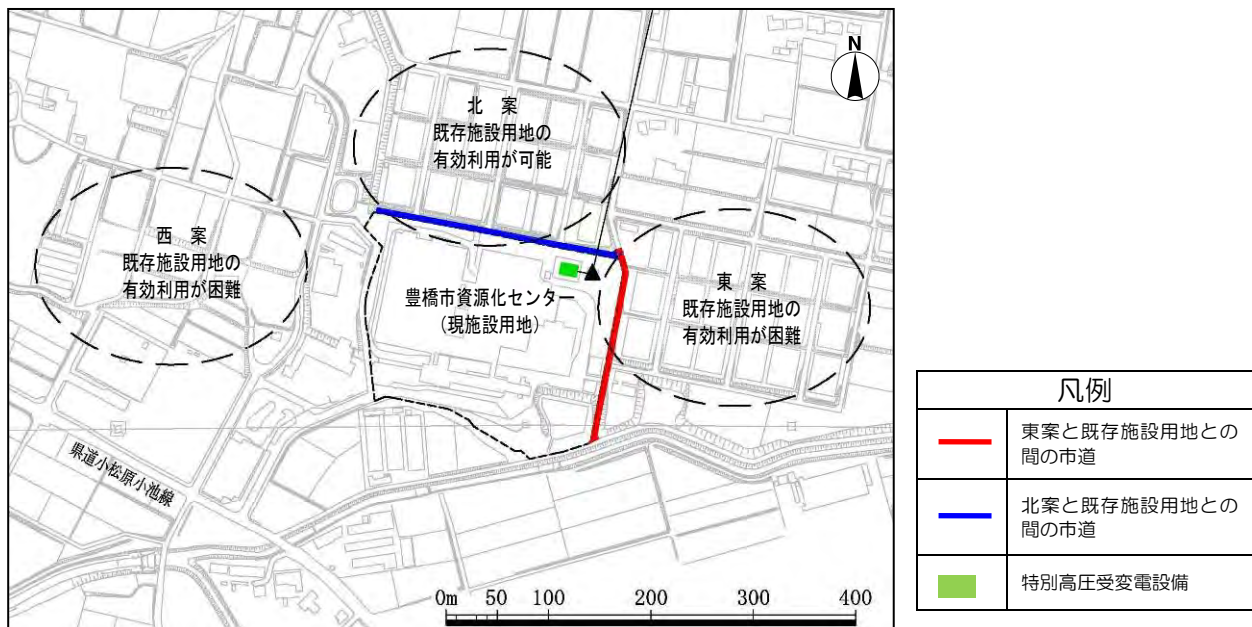 N
北　案
既存施設用地の
有効利用が可能
西　案
既存施設用地の
有効利用が困難
東　案
既存施設用地の
有効利用が困難
豊橋市資源化センター
（現施設用地）
県道小松原小池線
0m 50 100 200 300 400
凡例
東案と既存施設用地との
間の市道
北案と既存施設用地との
間の市道
特別高圧受変電設備